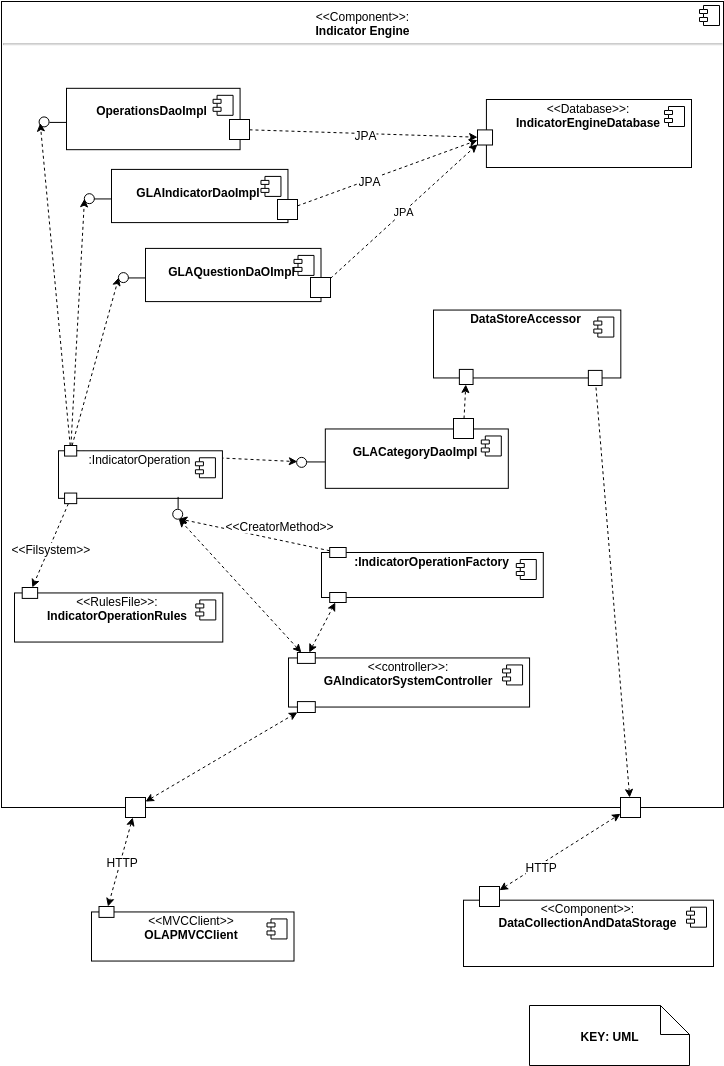 <<Component>>:
Indicator Engine
OperationsDaoImpl
<<Database>>:
IndicatorEngineDatabase
JPA
GLAIndicatorDaoImpl
JPA
JPA
GLAQuestionDaOImpl
DataStoreAccessor
:IndicatorOperation
GLACategoryDaoImpl
<<CreatorMethod>>
<<Filsystem>>
:IndicatorOperationFactory
<<RulesFile>>:
IndicatorOperationRules
<<controller>>:
GAIndicatorSystemController
HTTP
HTTP
<<MVCClient>>
OLAPMVCClient
<<Component>>:
DataCollectionAndDataStorage
KEY: UML